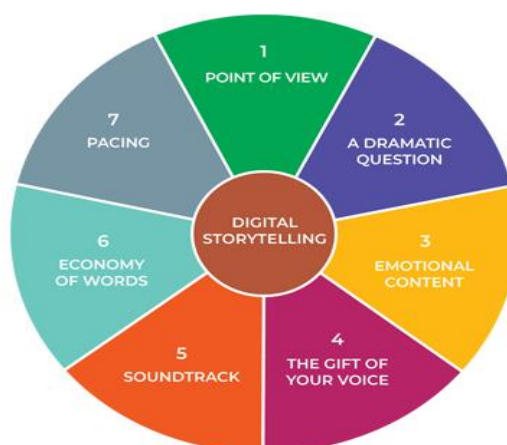 1
POINT OF VIEW
2
A DRAMATIC
QUESTION
3
EMOTIONAL
CONTENT
4
THE GIFT OF
YOUR VOICE
5
SOUNDTRACK
6
ECONOMY
OF WORDS
7
PACING
DIGITAL
STORYTELLING